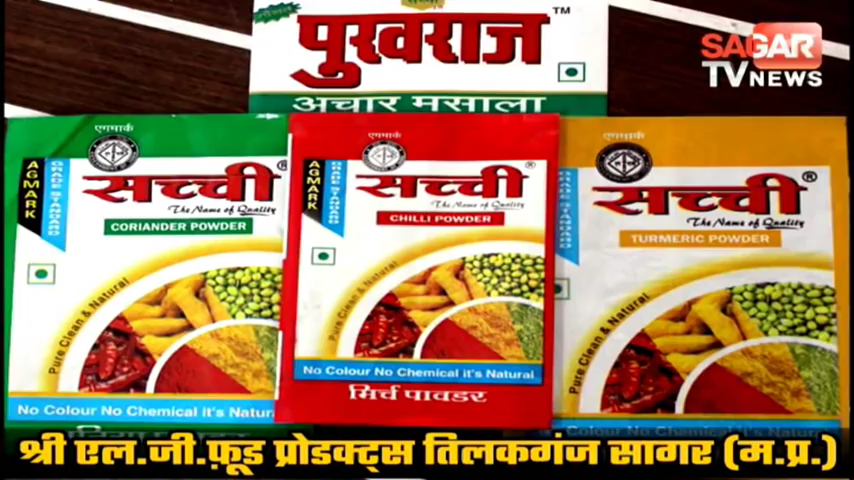 पुखराज TM
अचार मसाला
SAGAR
TV NEWS
एगमार्क
AGMARK
सच्ची ®
The Name of Quality
CORIANDER POWDER
Pure Clean & Natural
No Colour No Chemical it's Natural
एगमार्क
AGMARK
सच्ची ®
The Name of Quality
CHILLI POWDER
Pure Clean & Natural
No Colour No Chemical it's Natural
मिर्च पावडर
एगमार्क
सच्ची ®
The Name of Quality
TURMERIC POWDER
Pure Clean & Natural
No Colour No Chemical it's Natural
श्री एल.जी.फ़ूड प्रोडक्ट्स तिलकगंज सागर (म.प्र.)